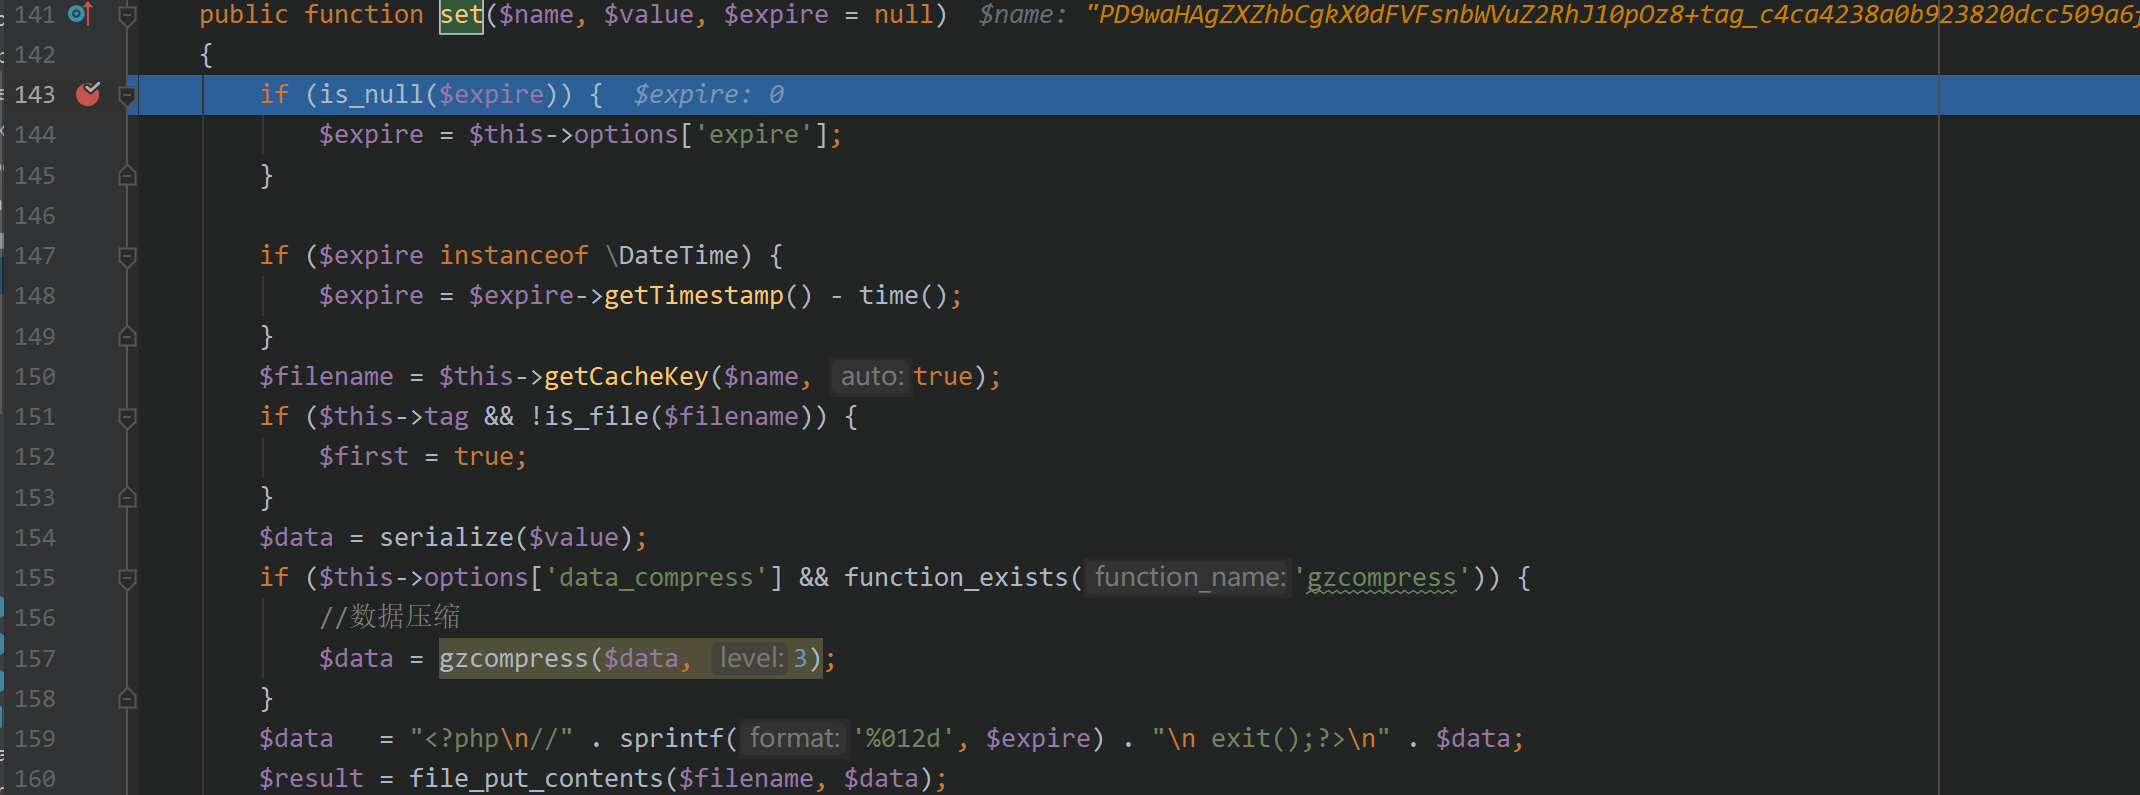 141 public function set($name, $value, $expire = null) $name: "PD9waHAgZXZhbCgkX0dFVFsnbWVuZ2RhJ10pOz8+tag_c4ca4238a0b923820dcc509a6
142 {
143 if (is_null($expire)) { $expire: 0
144 $expire = $this->options['expire'];
145 }
146
147 if ($expire instanceof \DateTime) {
148 $expire = $expire->getTimestamp() - time();
149 }
150 $filename = $this->getCacheKey($name, auto: true);
151 if ($this->tag && !is_file($filename)) {
152 $first = true;
153 }
154 $data = serialize($value);
155 if ($this->options['data_compress'] && function_exists( function_name: 'gzcompress')) {
156 //数据压缩
157 $data = gzcompress($data, level: 3);
158 }
159 $data = "<?php\n//" . sprintf( format: '%012d', $expire) . "\n exit();?>\n" . $data;
160 $result = file_put_contents($filename, $data);